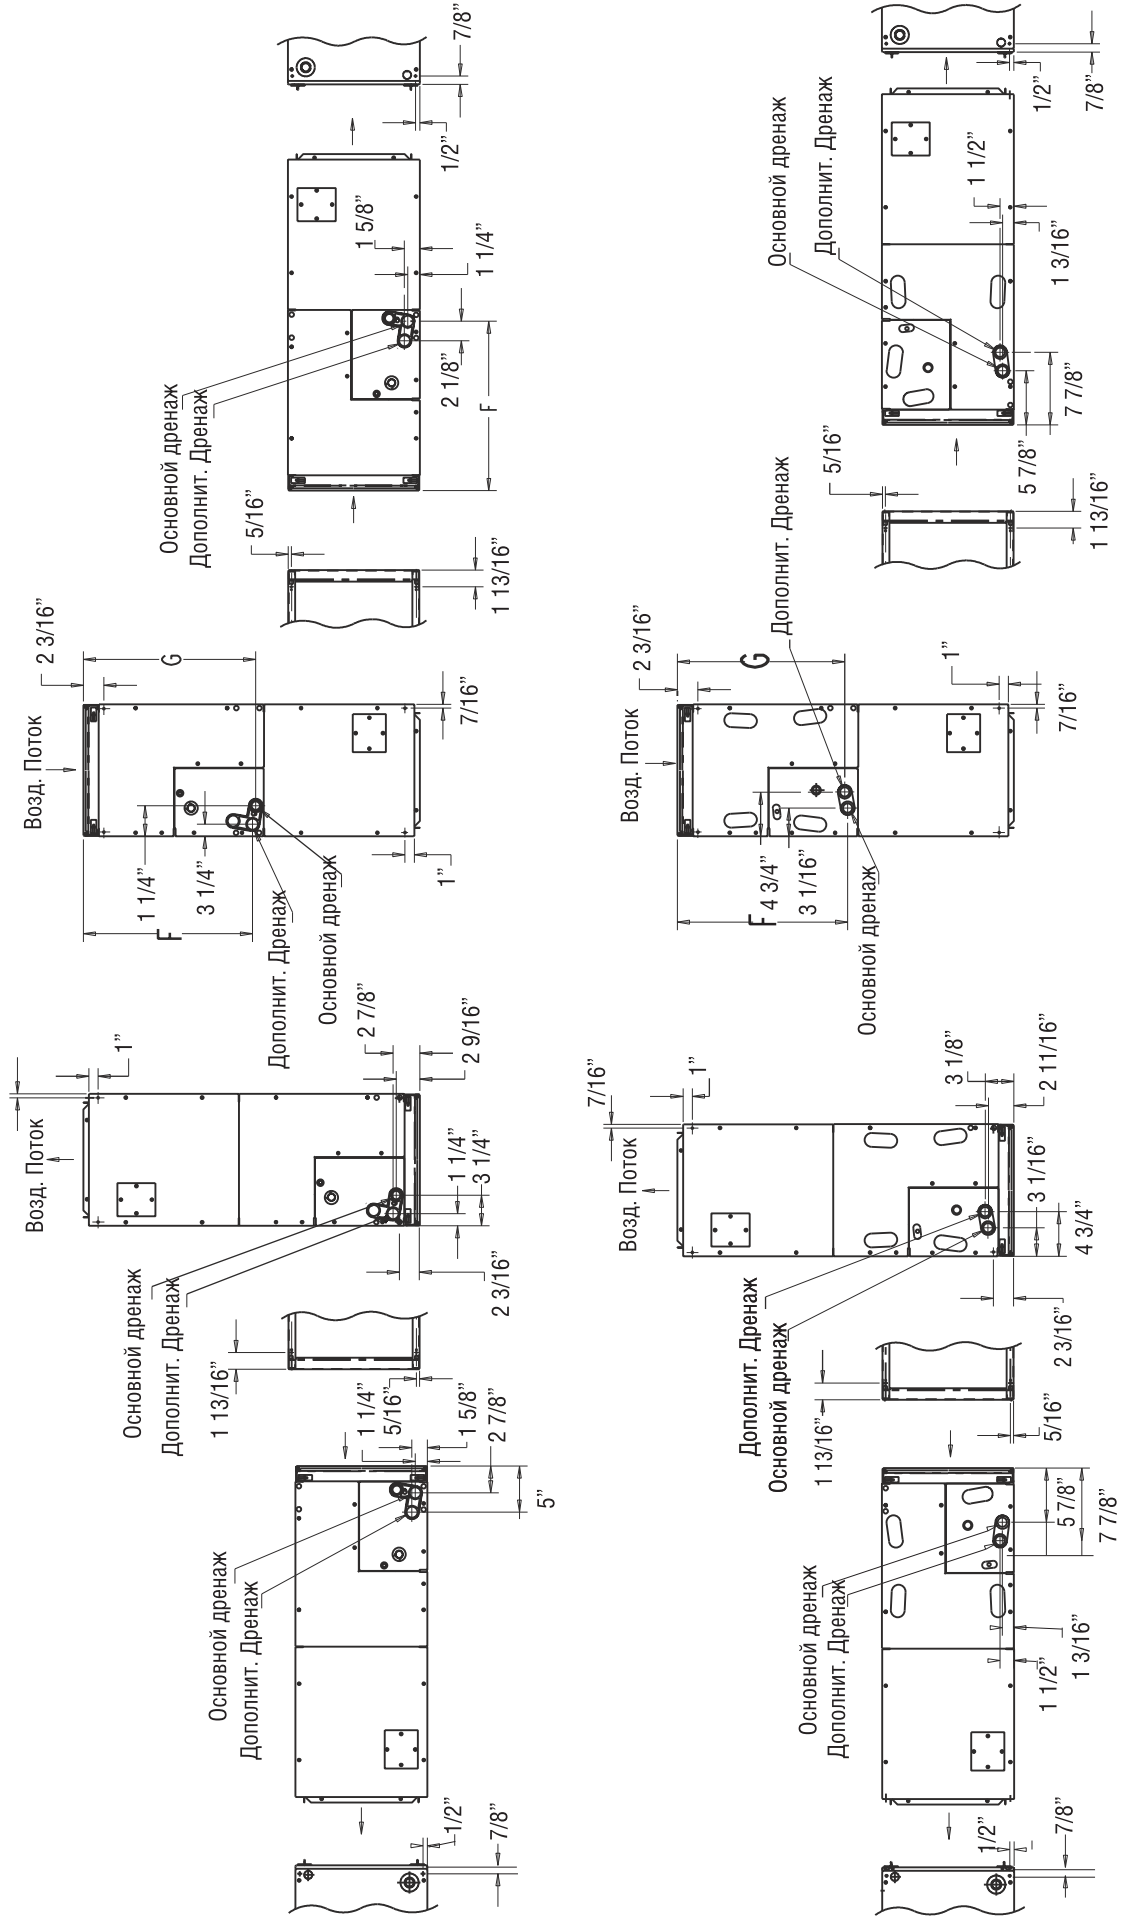 7/8”
1/2”
1 5/8”
1 1/4”
2 1/8”
F
Основной дренаж
Дополнит. Дренаж
5/16”
1 13/16”
2 3/16”
G
7/16”
Возд. Поток
1 1/4”
3 1/4”
1”
F
Дополнит. Дренаж
Основной дренаж
2 7/8”
2 9/16”
1”
Возд. Поток
1 1/4”
3 1/4”
2 3/16”
Основной дренаж
Дополнит. Дренаж
1 13/16”
1 1/4”
5/16”
1 5/8”
2 7/8”
5”
Основной дренаж
Дополнит. Дренаж
1/2”
7/8”
1/2”
7/8”
Основной дренаж
Дополнит. Дренаж
1 1/2”
1 3/16”
7 7/8”
5 7/8”
5/16”
1 13/16”
Дополнит. Дренаж
2 3/16”
G
1”
7/16”
Возд. Поток
4 3/4”
3 1/16”
F
Основной дренаж
3 1/8”
2 11/16”
7/16”
1”
Возд. Поток
3 1/16”
4 3/4”
2 3/16”
Дополнит. Дренаж
Основной дренаж
1 13/16”
5/16”
5 7/8”
7 7/8”
Основной дренаж
Дополнит. Дренаж
1 3/16”
1 1/2”
1/2”
7/8”